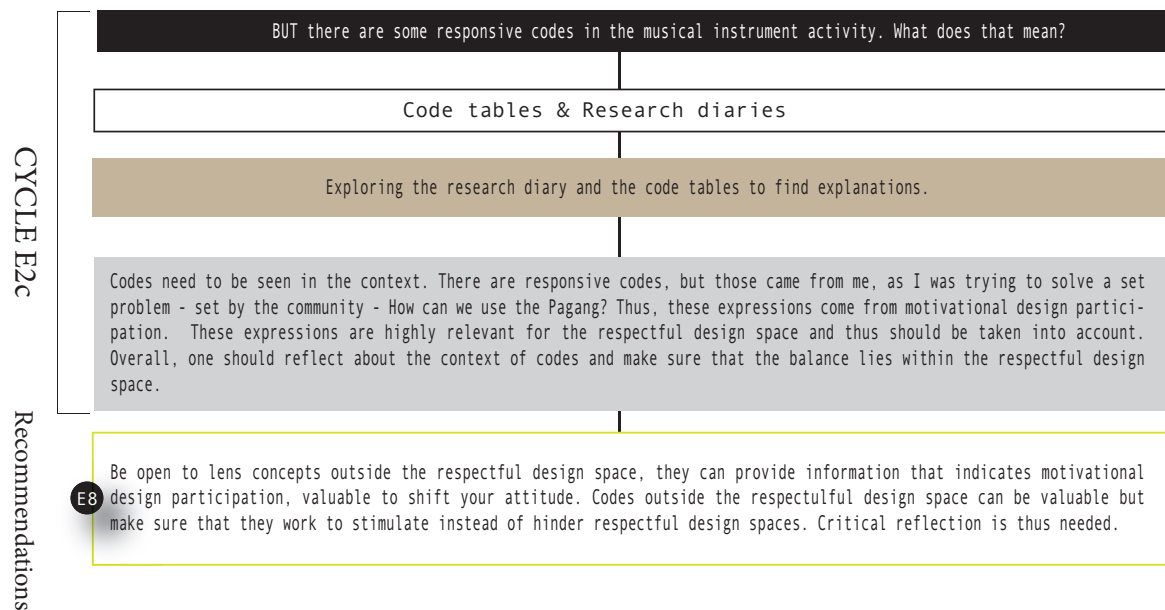 BUT there are some responsive codes in the musical instrument activity. What does that mean?
Code tables & Research diaries
Exploring the research diary and the code tables to find explanations.
CYCLE E2c
Codes need to be seen in the context. There are responsive codes, but those came from me, as I was trying to solve a set
problem - set by the community - How can we use the Pagang? Thus, these expressions come from motivational design partici-
pation. These expressions are highly relevant for the respectful design space and thus should be taken into account.
Overall, one should reflect about the context of codes and make sure that the balance lies within the respectful design
space.
Recommendations
E8
Be open to lens concepts outside the respectful design space, they can provide information that indicates motivational
design participation, valuable to shift your attitude. Codes outside the respectulful design space can be valuable but
make sure that they work to stimulate instead of hinder respectful design spaces. Critical reflection is thus needed.